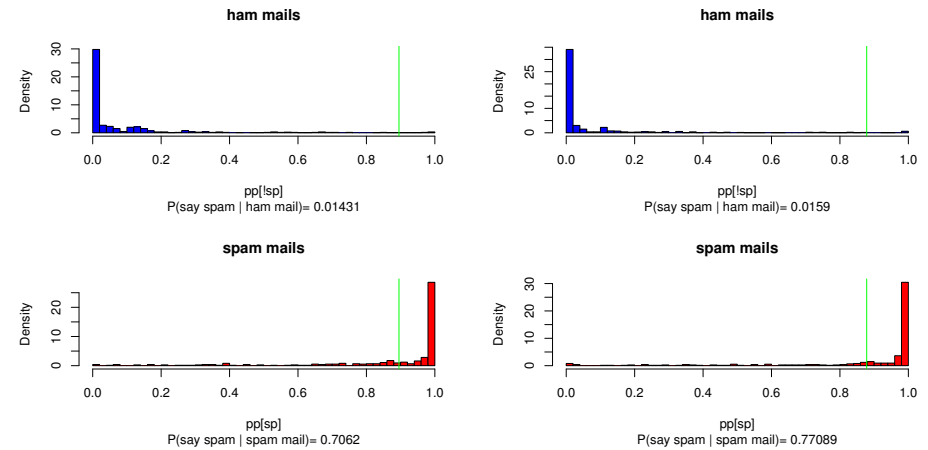 ham mails
Density
0 10 20 30
0.0 0.2 0.4 0.6 0.8 1.0
pp[!sp]
P(say spam | ham mail)= 0.01431
ham mails
Density
0 10 25
0.0 0.2 0.4 0.6 0.8 1.0
pp[!sp]
P(say spam | ham mail)= 0.0159
spam mails
Density
0 10 20
0.0 0.2 0.4 0.6 0.8 1.0
pp[sp]
P(say spam | spam mail)= 0.7062
spam mails
Density
0 10 20 30
0.0 0.2 0.4 0.6 0.8 1.0
pp[sp]
P(say spam | spam mail)= 0.77089